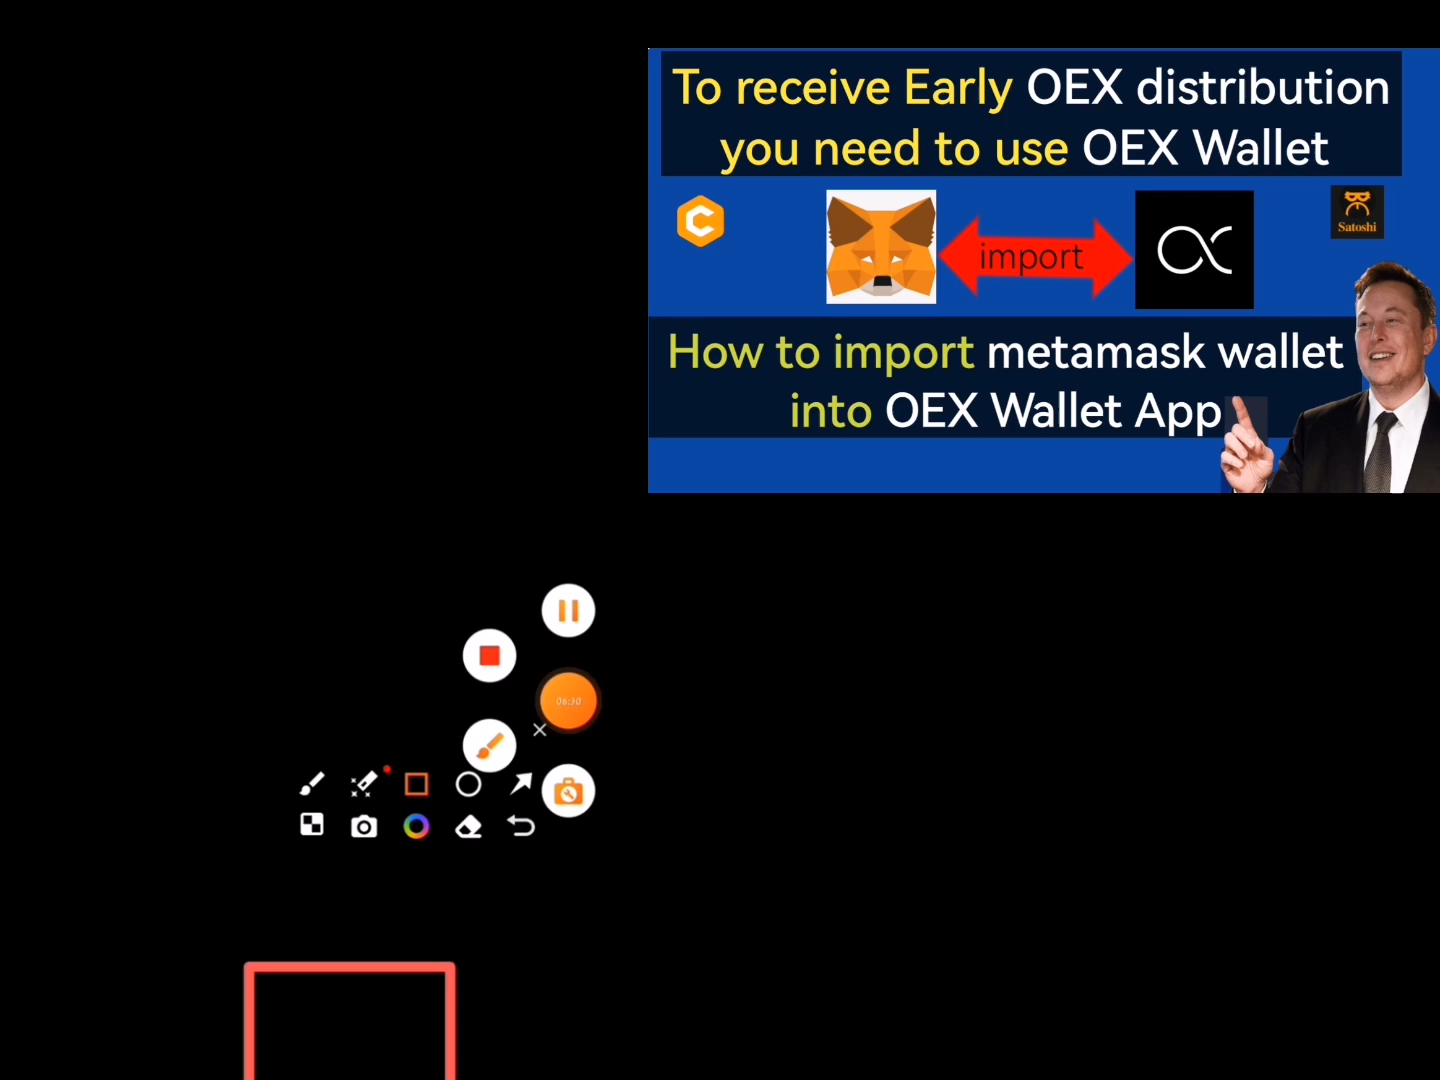 To receive Early OEX distribution
you need to use OEX Wallet
import
Satoshi
How to import metamask wallet
into OEX Wallet App
06:30